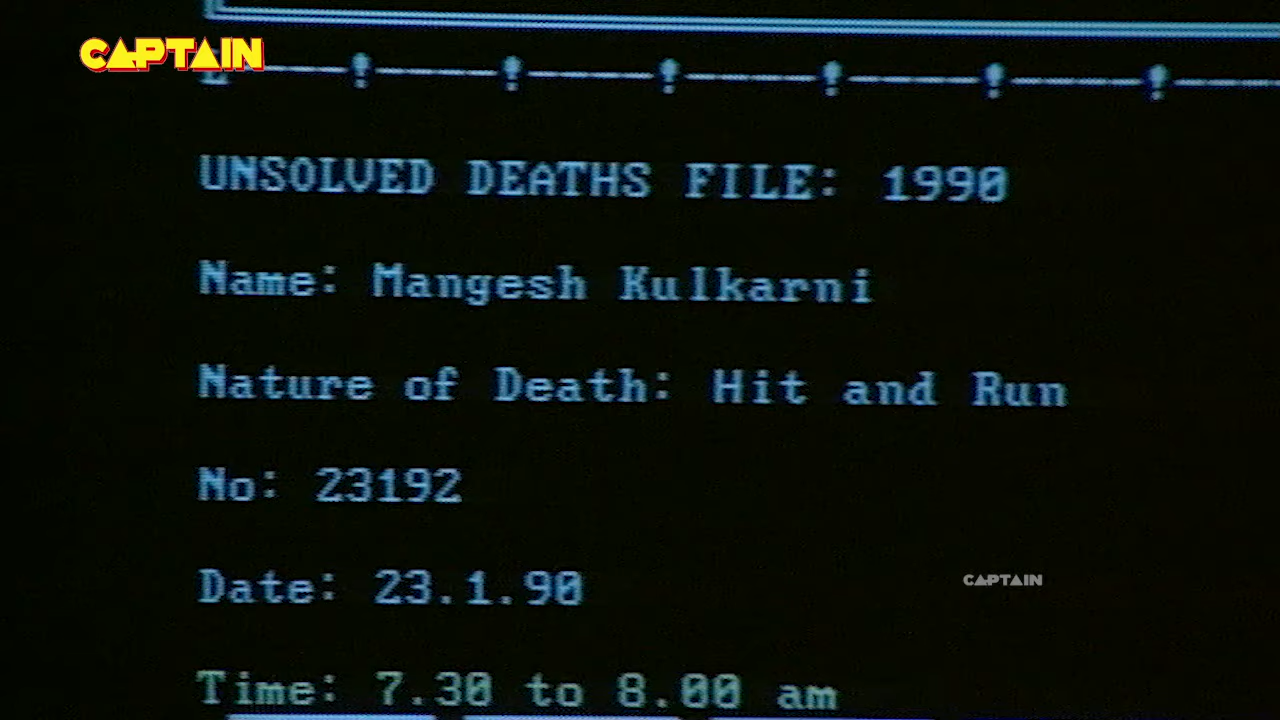 CAPTAIN
UNSOLVED DEATHS FILE: 1990
Name: Mangesh Kulkarni
Nature of Death: Hit and Run
No: 23192
Date: 23.1.90
CAPTAIN
Time: 7.30 to 8.00 am